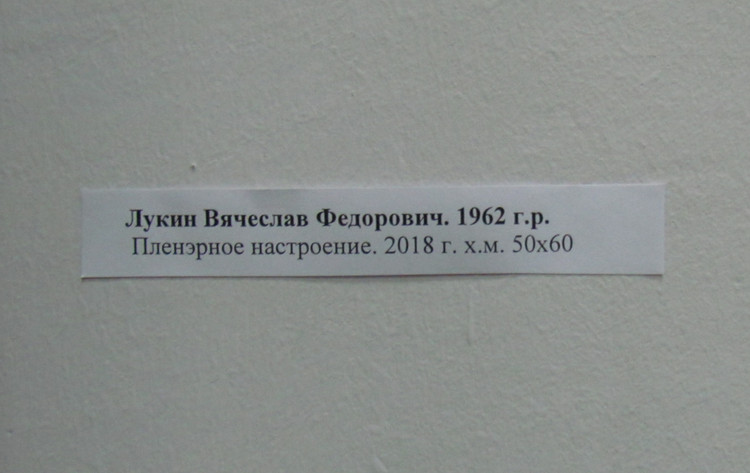 Лукин Вячеслав Федорович. 1962 г.р.
Пленэрное настроение. 2018 г. х.м. 50х60